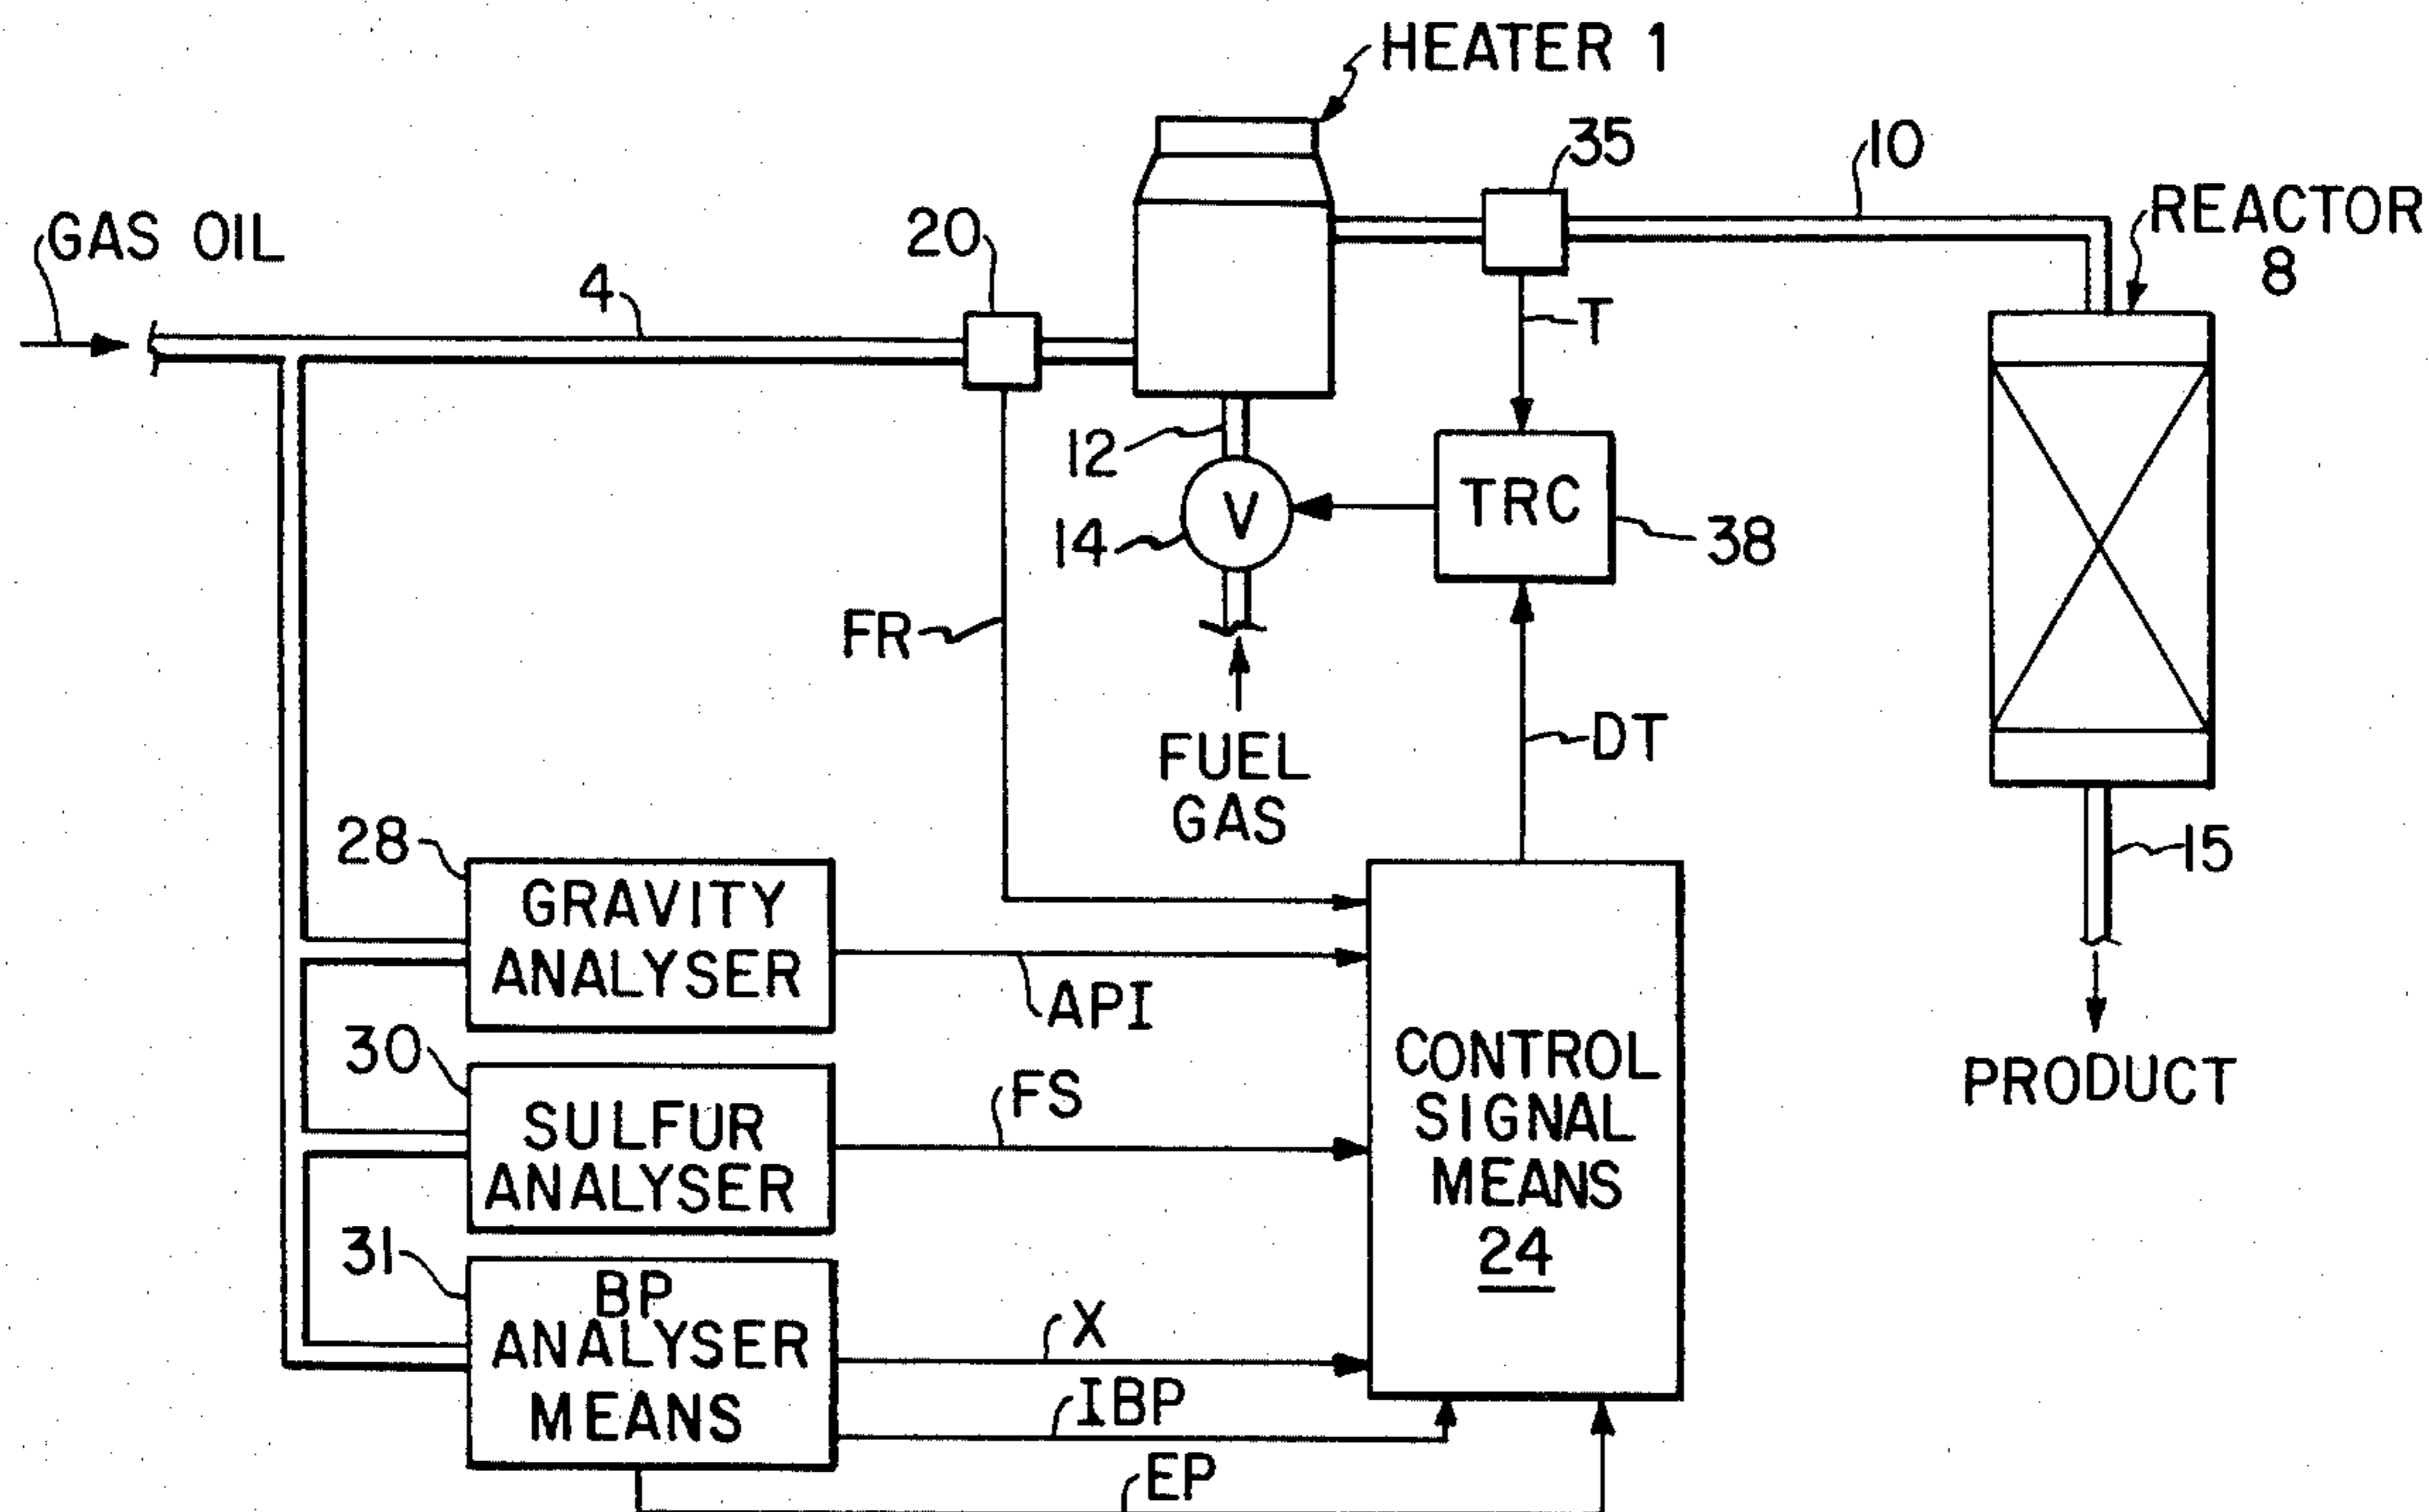 HEATER 1
35
10
REACTOR
8
GAS OIL
20
4
T
12
TRC
V
14
38
FR
DT
FUEL
GAS
28
GRAVITY
ANALYSER
15
API
30
SULFUR
ANALYSER
FS
CONTROL
SIGNAL
MEANS
24
PRODUCT
31
BP
ANALYSER
MEANS
X
IBP
EP